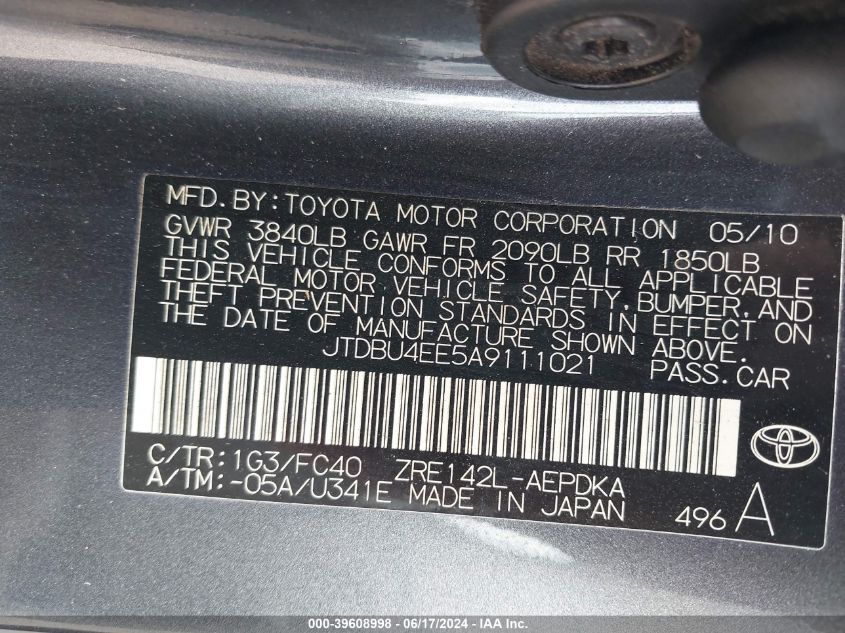 MFD.BY:TOYOTA MOTOR CORPORATION 05/10
GVWR 3840LB GAWR FR 2090LB RR 1850LB
THIS VEHICLE CONFORMS TO ALL APPLICABLE
FEDERAL MOTOR VEHICLE SAFETY,BUMPER,AND
THEFT PREVENTION STANDARDS IN EFFECT ON
THE DATE OF MANUFACTURE SHOWN ABOVE.
JTDBU4EE5A9111021 PASS.CAR
C/TR:1G3/FC40 ZRE142L-AEPDKA
A/TM:-05A/U341E MADE IN JAPAN
496 A
000-39608998 - 06/17/2024 - IAA Inc.